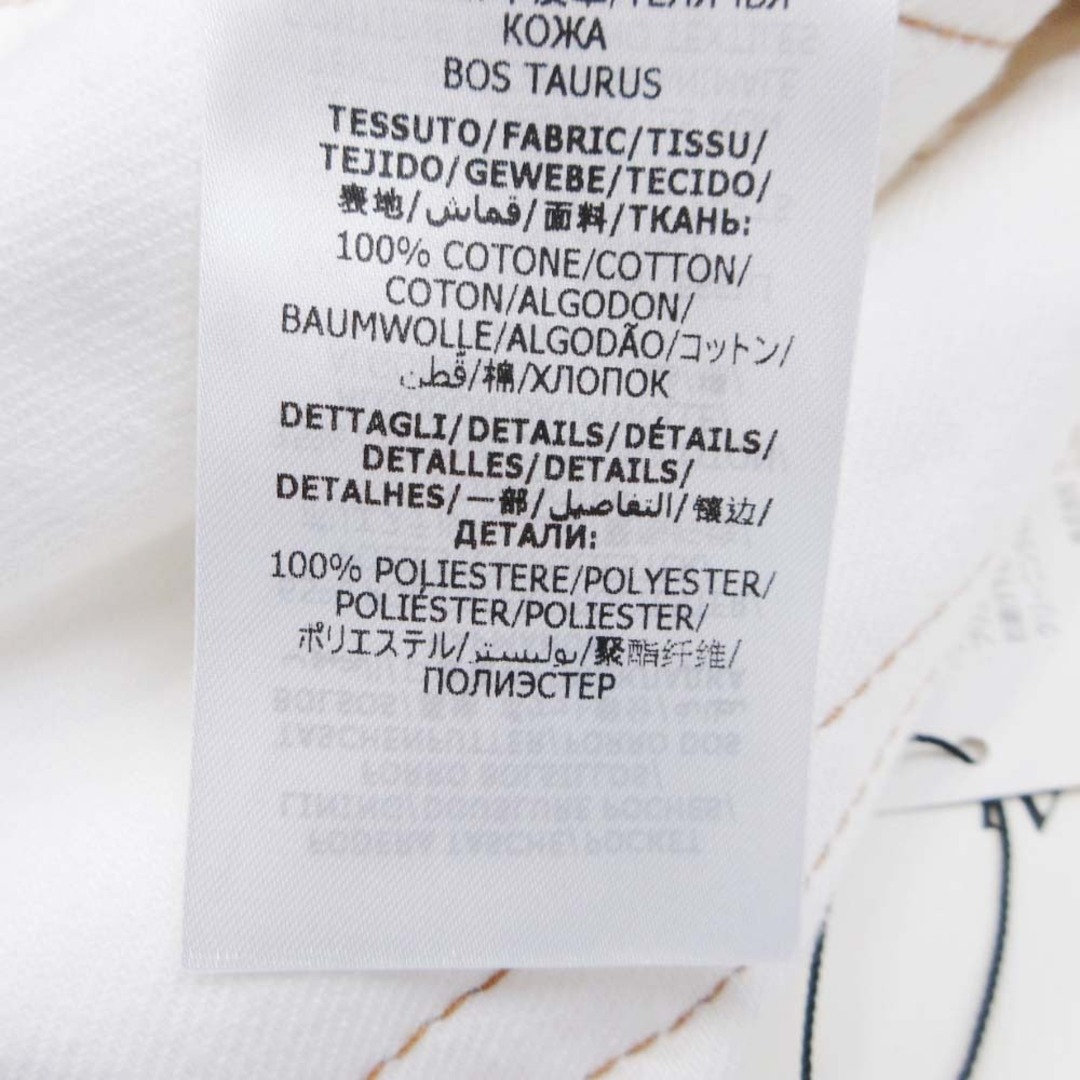 КОЖА
BOS TAURUS
TESSUTO/FABRIC/TISSU/
TEJIDO/GEWEBE/TECIDO/
表地/قماش/面料/ТКАНЬ:
100% COTONE/COTTON/
COTON/ALGODON/
BAUMWOLLE/ALGODÃO/コットン/
قطن/棉/ХЛОПОК
DETTAGLI/DETAILS/DÉTAILS/
DETALLES/DETAILS/
DETALHES/一部/التفاصيل/镶边/
ДЕТАЛИ:
100% POLIESTERE/POLYESTER/
POLIÉSTER/POLIESTER/
ポリエステル/بوليستر/聚酯纤维/
ПОЛИЭСТЕР